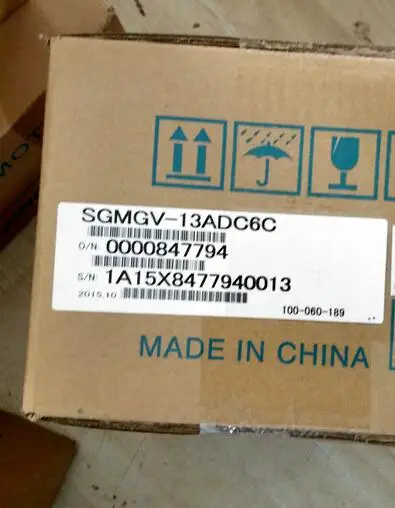 SGMGV-13ADC6C
O/N: 0000847794
S/N: 1A15X8477940013
2015.10
100-060-189
MADE IN CHINA